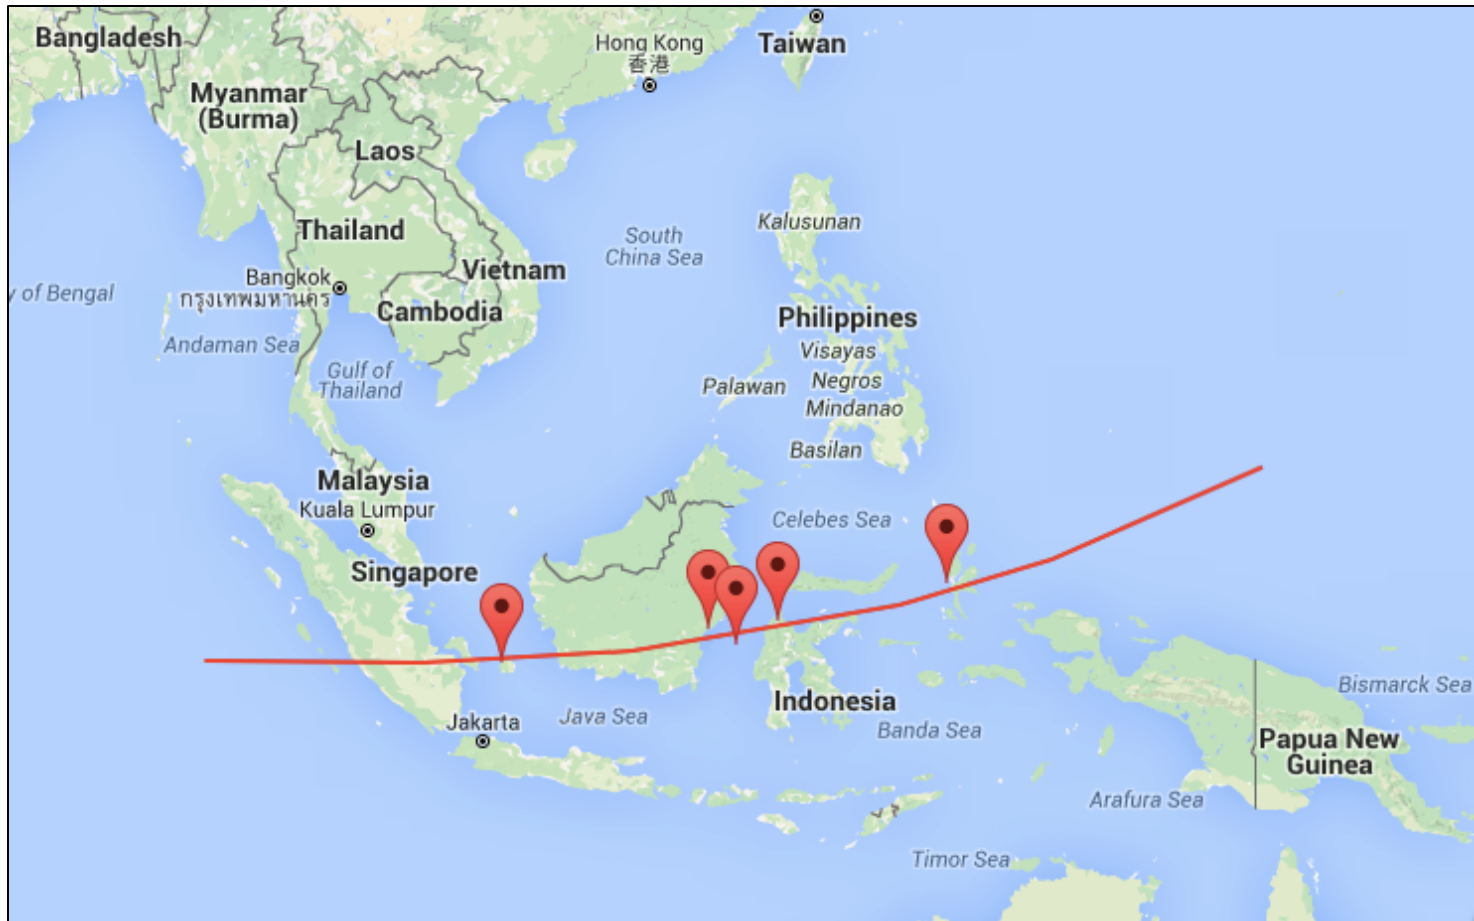 Bangladesh
Hong Kong
香港
Taiwan
Myanmar
(Burma)
Laos
Thailand
South
China Sea
Kalusunan
Vietnam
Bangkok
กรุงเทพมหานคร
y of Bengal
Cambodia
Philippines
Andaman Sea
Visayas
Gulf of
Thailand
Palawan
Negros
Mindanao
Basilan
Malaysia
Kuala Lumpur
Celebes Sea
Singapore
Bismarck Sea
Indonesia
Java Sea
Jakarta
Banda Sea
Papua New
Guinea
Arafura Sea
Timor Sea